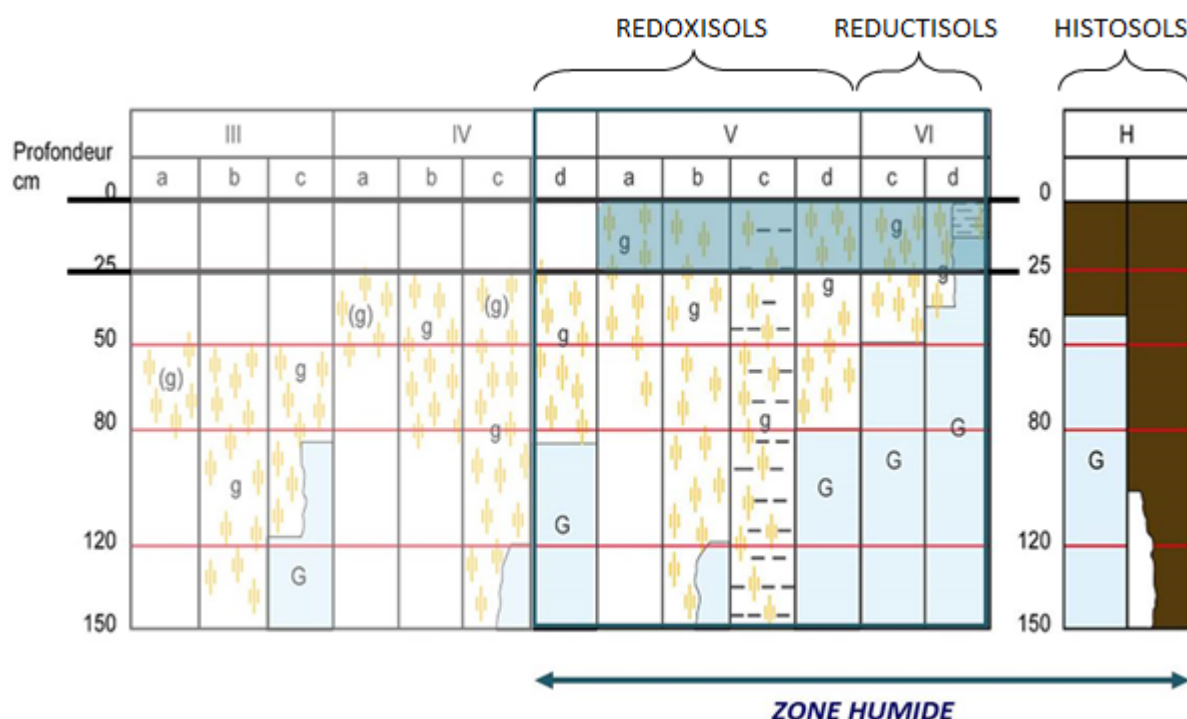 REDOXISOLS REDUCTISOLS HISTOSOLS
III IV V VI H
Profondeur
cm
a b c a b c d a b c d c d
0 0
g g
25 25
g g
(g) g (g) g g
50 50
(g) g
80 80
g g G G G
g G
G
120 120
G
150 150
ZONE HUMIDE